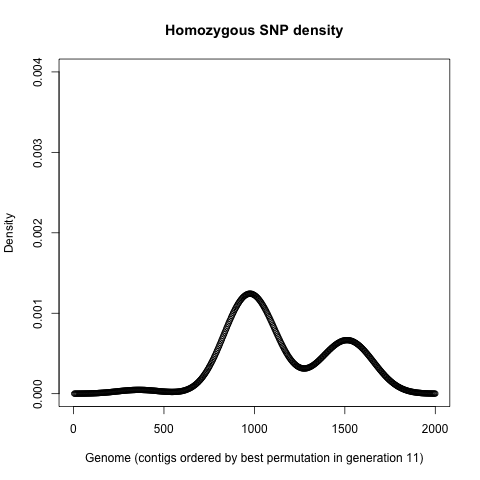 Homozygous SNP density
Density
0.004
0.003
0.002
0.001
0.000
0 500 1000 1500 2000
Genome (contigs ordered by best permutation in generation 11)